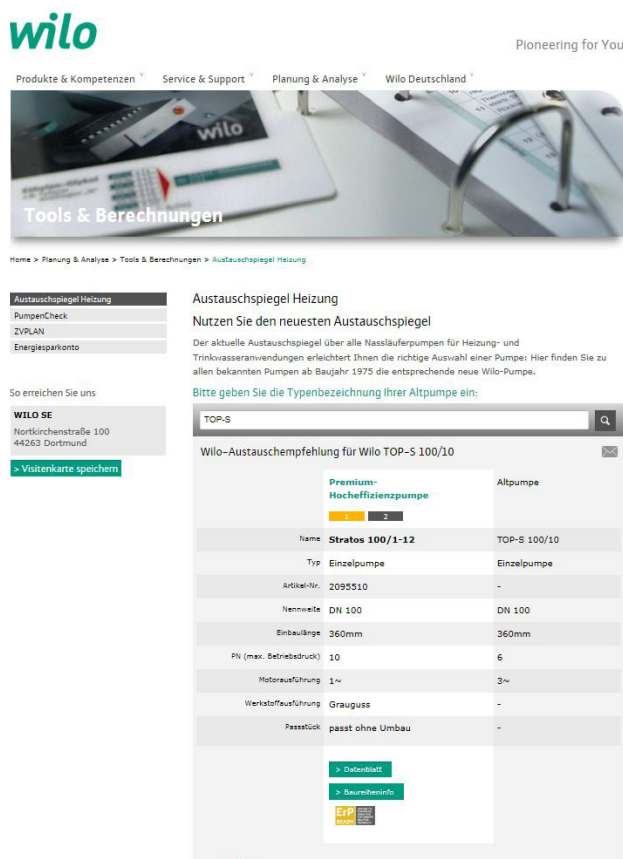 wilo
Pioneering for You
Produkte & Kompetenzen
Service & Support
Planung & Analyse
Wilo Deutschland
wilo
Tools & Berechnungen
Home > Planung & Analyse > Tools & Berechnungen > Austauschspiegel Heizung
Austauschspiegel Heizung
PumpenCheck
ZVPLAN
Energiesparkonto
So erreichen Sie uns
WILO SE
Nortkirchenstraße 100
44263 Dortmund
> Visitenkarte speichern
Austauschspiegel Heizung
Nutzen Sie den neuesten Austauschspiegel
Der aktuelle Austauschspiegel über alle Nassläuferpumpen für Heizung- und
Trinkwasseranwendungen erleichtert Ihnen die richtige Auswahl einer Pumpe: Hier finden Sie zu
allen bekannten Pumpen ab Baujahr 1975 die entsprechende neue Wilo-Pumpe.
Bitte geben Sie die Typenbezeichnung Ihrer Altpumpe ein:
TOP-S
Wilo-Austauschempfehlung für Wilo TOP-S 100/10
Premium-
Hocheffizienzpumpe
Altpumpe
1 2
Name Stratos 100/1-12 TOP-S 100/10
Typ Einzelpumpe Einzelpumpe
Artikel-Nr. 2095510 -
Nennweite DN 100 DN 100
Einbaulänge 360mm 360mm
PN (max. Betriebsdruck) 10 6
Motorausführung 1~ 3~
Werkstoffausführung Grauguss -
Passstück passt ohne Umbau -
> Datenblatt
> Baureiheninfo
ErP
READY